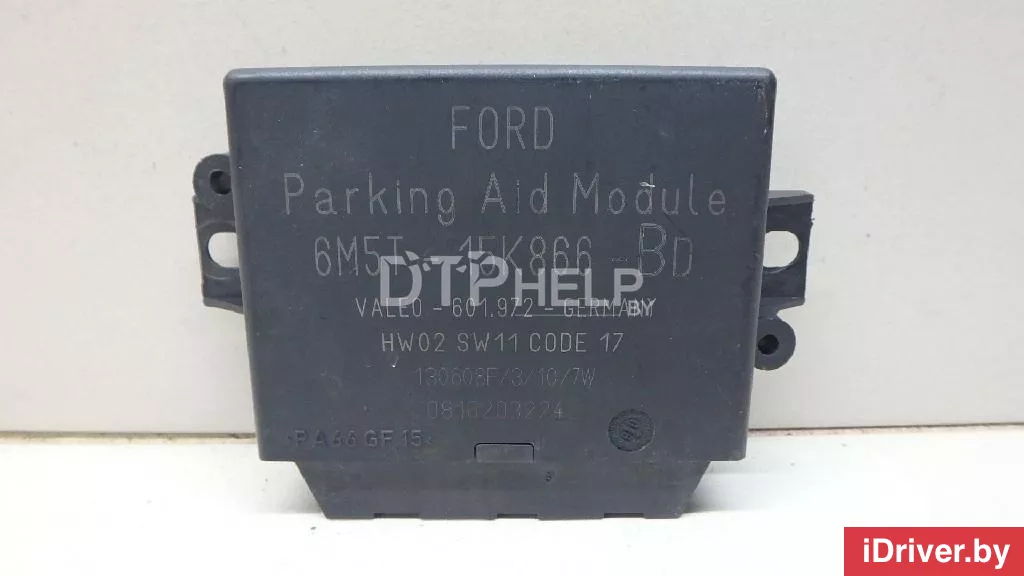 FORD
Parking Aid Module
6M5T - 15K866 - BD
DTPHELP
BY
VALEO - 601.972 - GERMANY
HW02 SW11 CODE 17
130608F/3/10/7W
0816203224
>PA66 GF15<
iDriver.by